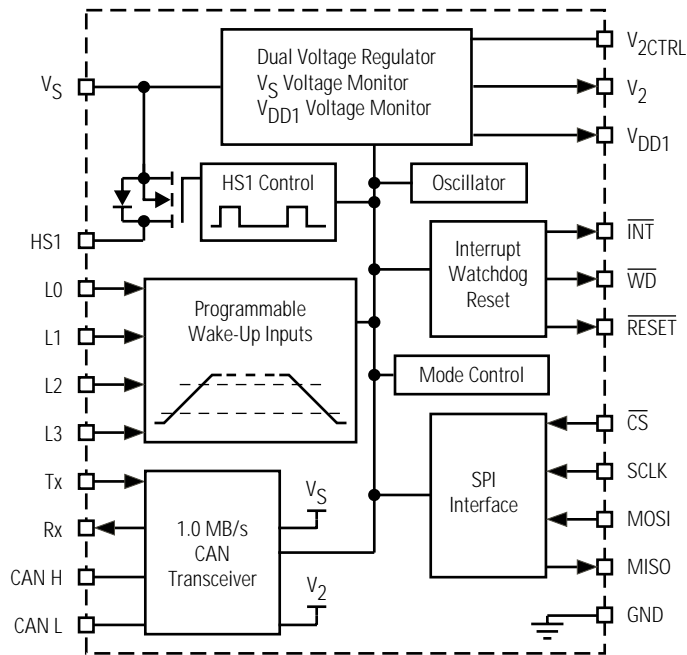 Dual Voltage Regulator
VS Voltage Monitor
VDD1 Voltage Monitor
V2CTRL
VS
V2
VDD1
HS1 Control
Oscillator
HS1
INT
Interrupt
Watchdog
Reset
WD
RESET
L0
L1
L2
L3
Programmable
Wake-Up Inputs
Mode Control
CS
SCLK
MOSI
MISO
SPI
Interface
Tx
Rx
CAN H
CAN L
1.0 MB/s
CAN
Transceiver
VS
V2
GND